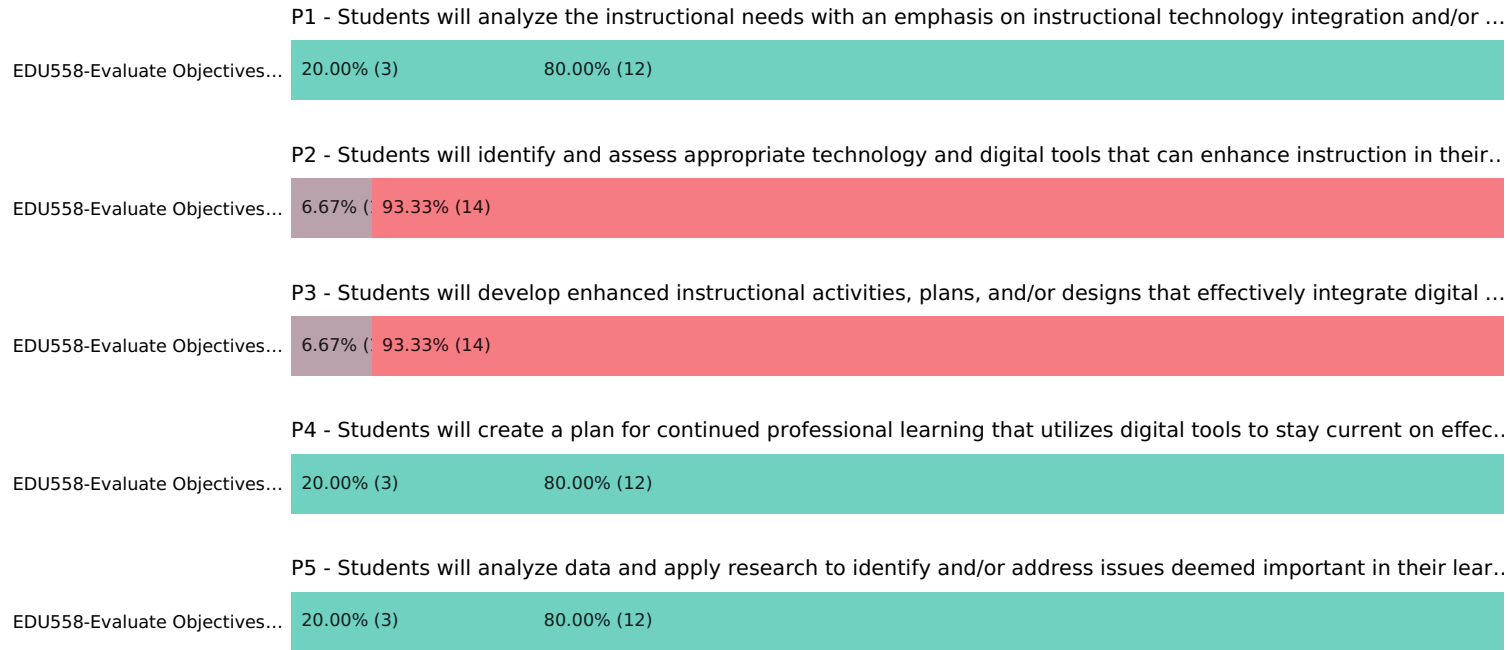 P1 - Students will analyze the instructional needs with an emphasis on instructional technology integration and/or ...
EDU558-Evaluate Objectives... 20.00% (3) 80.00% (12)
P2 - Students will identify and assess appropriate technology and digital tools that can enhance instruction in their...
EDU558-Evaluate Objectives... 6.67% ( 93.33% (14)
P3 - Students will develop enhanced instructional activities, plans, and/or designs that effectively integrate digital ...
EDU558-Evaluate Objectives... 6.67% ( 93.33% (14)
P4 - Students will create a plan for continued professional learning that utilizes digital tools to stay current on effec...
EDU558-Evaluate Objectives... 20.00% (3) 80.00% (12)
P5 - Students will analyze data and apply research to identify and/or address issues deemed important in their lear...
EDU558-Evaluate Objectives... 20.00% (3) 80.00% (12)